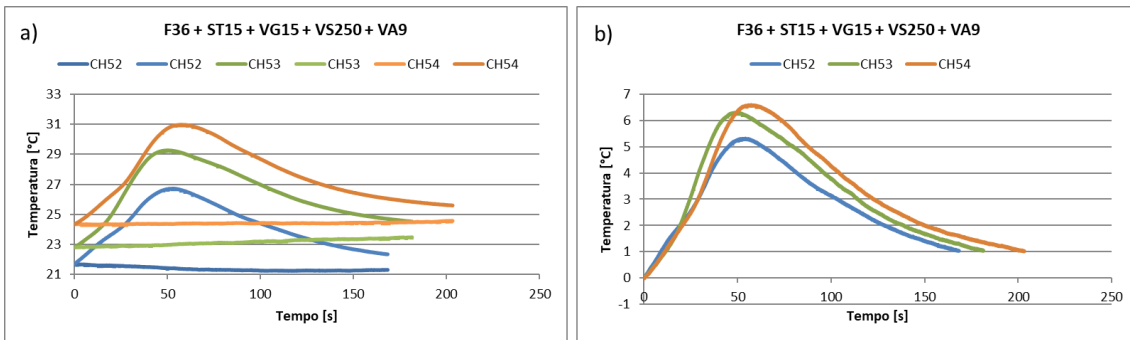 a)
F36 + ST15 + VG15 + VS250 + VA9
CH52 CH52 CH53 CH53 CH54 CH54
33
31
29
27
25
23
21
Temperatura [°C]
0 50 100 150 200 250
Tempo [s]
b)
F36 + ST15 + VG15 + VS250 + VA9
CH52 CH53 CH54
7
6
5
4
3
2
1
0
-1
Temperatura [°C]
0 50 100 150 200 250
Tempo [s]